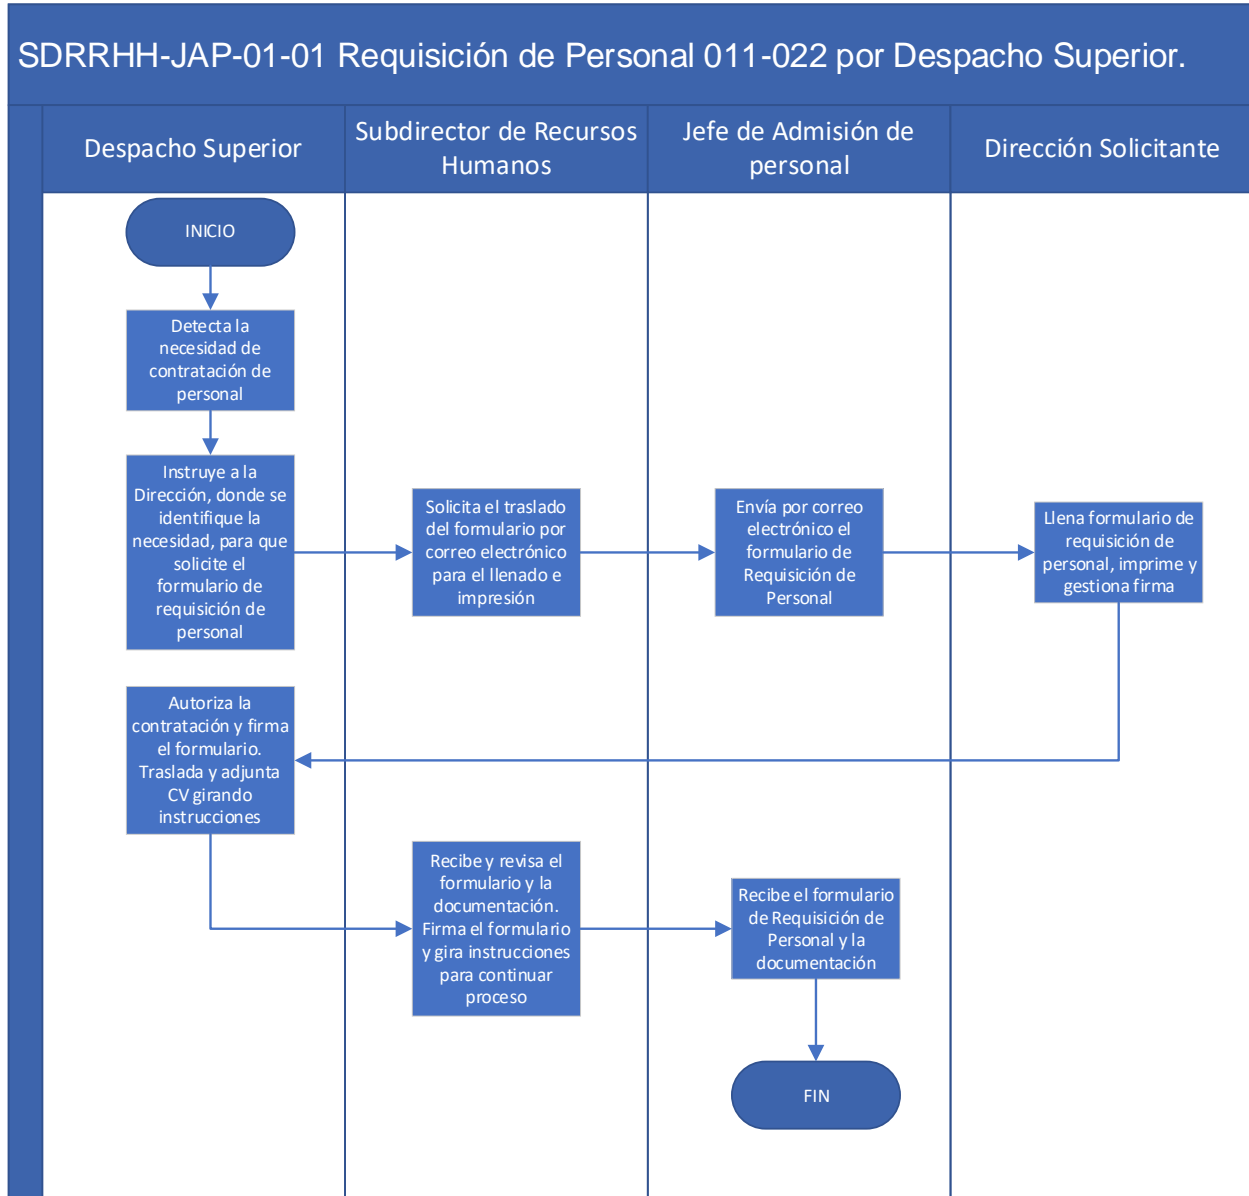 SDRRHH-JAP-01-01 Requisición de Personal 011-022 por Despacho Superior.
Despacho Superior
Subdirector de Recursos
Humanos
Jefe de Admisión de
personal
Dirección Solicitante
INICIO
Detecta la
necesidad de
contratación de
personal
Instruye a la
Dirección, donde se
identifique la
necesidad, para que
solicite el
formulario de
requisición de
personal
Solicita el traslado
del formulario por
correo electrónico
para el llenado e
impresión
Envía por correo
electrónico el
formulario de
Requisición de
Personal
Llena formulario de
requisición de
personal, imprime y
gestiona firma
Autoriza la
contratación y firma
el formulario.
Traslada y adjunta
CV girando
instrucciones
Recibe y revisa el
formulario y la
documentación.
Firma el formulario
y gira instrucciones
para continuar
proceso
Recibe el formulario
de Requisición de
Personal y la
documentación
FIN